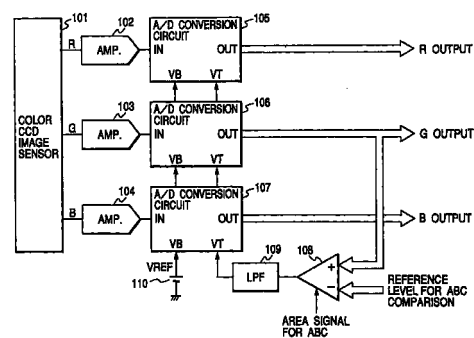 101
102
105
R
AMP.
A/D CONVERSION
CIRCUIT
IN
OUT
VB
VT
R OUTPUT
COLOR
CCD
IMAGE
SENSOR
103
106
G
AMP.
A/D CONVERSION
CIRCUIT
IN
OUT
VB
VT
G OUTPUT
104
107
B
AMP.
A/D CONVERSION
CIRCUIT
IN
OUT
VB
VT
B OUTPUT
VREF
110
109
LPF
108
+
−
REFERENCE
LEVEL FOR ABC
COMPARISON
AREA SIGNAL
FOR ABC